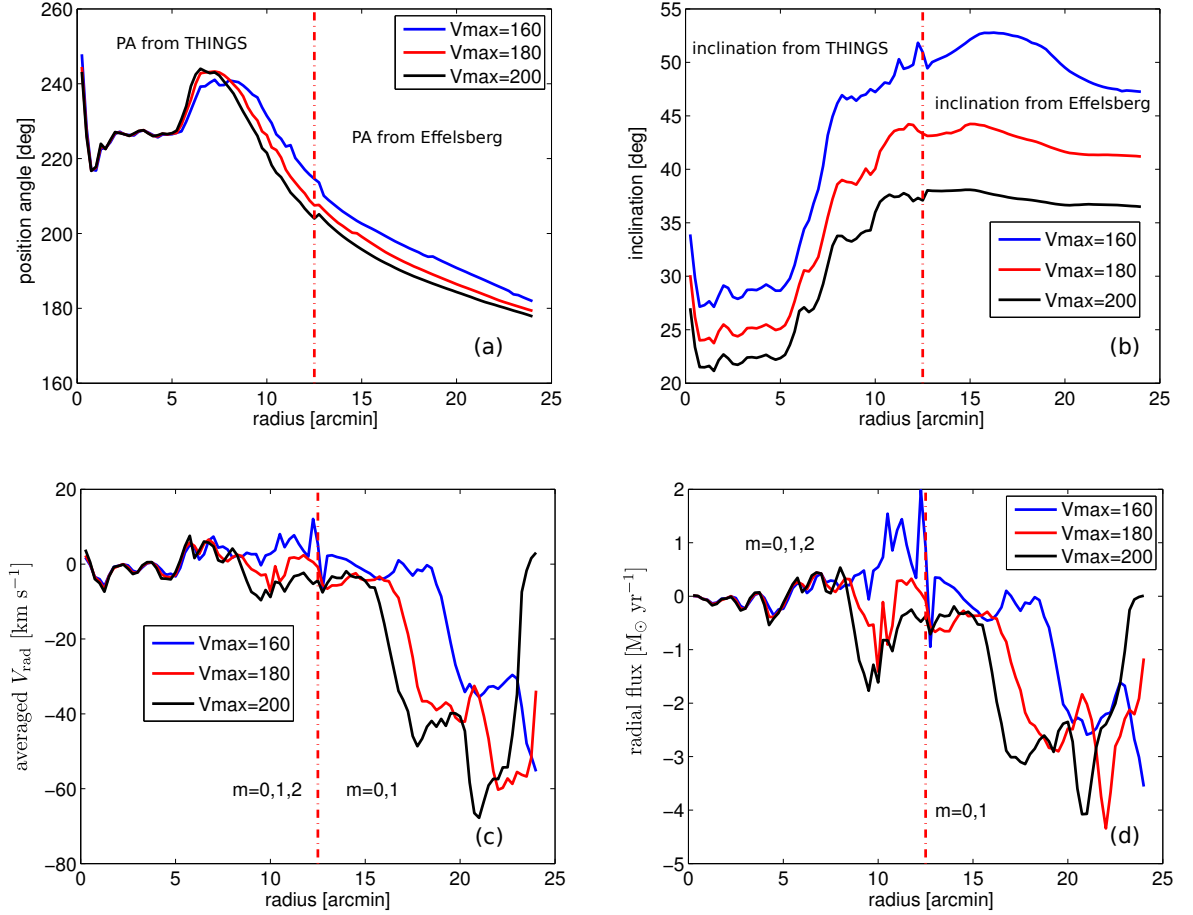 260
240
220
200
180
160
position angle [deg]
PA from THINGS
Vmax=160
Vmax=180
Vmax=200
PA from Effelsberg
(a)
0 5 10 15 20 25
radius [arcmin]
60
55
50
45
40
35
30
25
20
inclination [deg]
inclination from THINGS
inclination from Effelsberg
Vmax=160
Vmax=180
Vmax=200
(b)
0 5 10 15 20 25
radius [arcmin]
20
0
−20
−40
−60
−80
averaged V_rad [km s⁻¹]
Vmax=160
Vmax=180
Vmax=200
m=0,1,2
m=0,1
(c)
0 5 10 15 20 25
radius [arcmin]
2
1
0
−1
−2
−3
−4
−5
radial flux [M⊙ yr⁻¹]
m=0,1,2
Vmax=160
Vmax=180
Vmax=200
m=0,1
(d)
0 5 10 15 20 25
radius [arcmin]